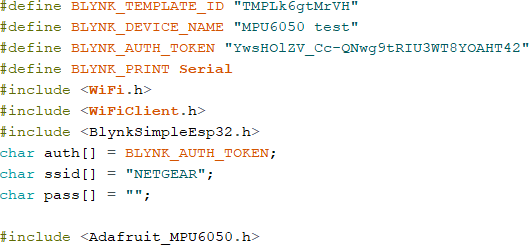 #define BLYNK_TEMPLATE_ID "TMPLk6gtMrVH"
#define BLYNK_DEVICE_NAME "MPU6050 test"
#define BLYNK_AUTH_TOKEN "YwsHOlZV_Cc-QNwg9tRIU3WT8YOAHT42"
#define BLYNK_PRINT Serial
#include <WiFi.h>
#include <WiFiClient.h>
#include <BlynkSimpleEsp32.h>
char auth[] = BLYNK_AUTH_TOKEN;
char ssid[] = "NETGEAR";
char pass[] = "";
#include <Adafruit_MPU6050.h>